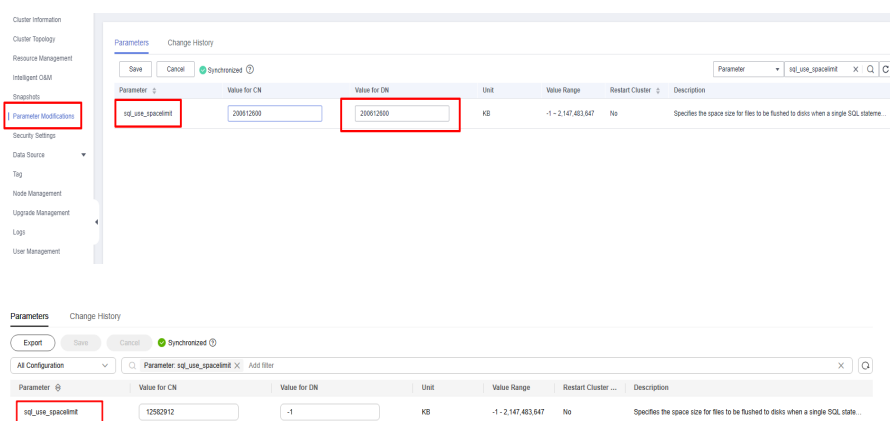 Cluster Information
Cluster Topology
Resource Management
Intelligent O&M
Snapshots
Parameter Modifications
Security Settings
Data Source
Tag
Node Management
Upgrade Management
Logs
User Management
Parameters Change History
Save Cancel Synchronized Parameter sql_use_spacelimit
Parameter Value for CN Value for DN Unit Value Range Restart Cluster Description
sql_use_spacelimit 200612600 200612600 KB -1 – 2,147,483,647 No Specifies the space size for files to be flushed to disks when a single SQL stateme...
Parameters Change History
Export Save Cancel Synchronized
All Configuration Parameter: sql_use_spacelimit Add filter
Parameter Value for CN Value for DN Unit Value Range Restart Cluster ... Description
sql_use_spacelimit 12582912 -1 KB -1 - 2,147,483,647 No Specifies the space size for files to be flushed to disks when a single SQL state...